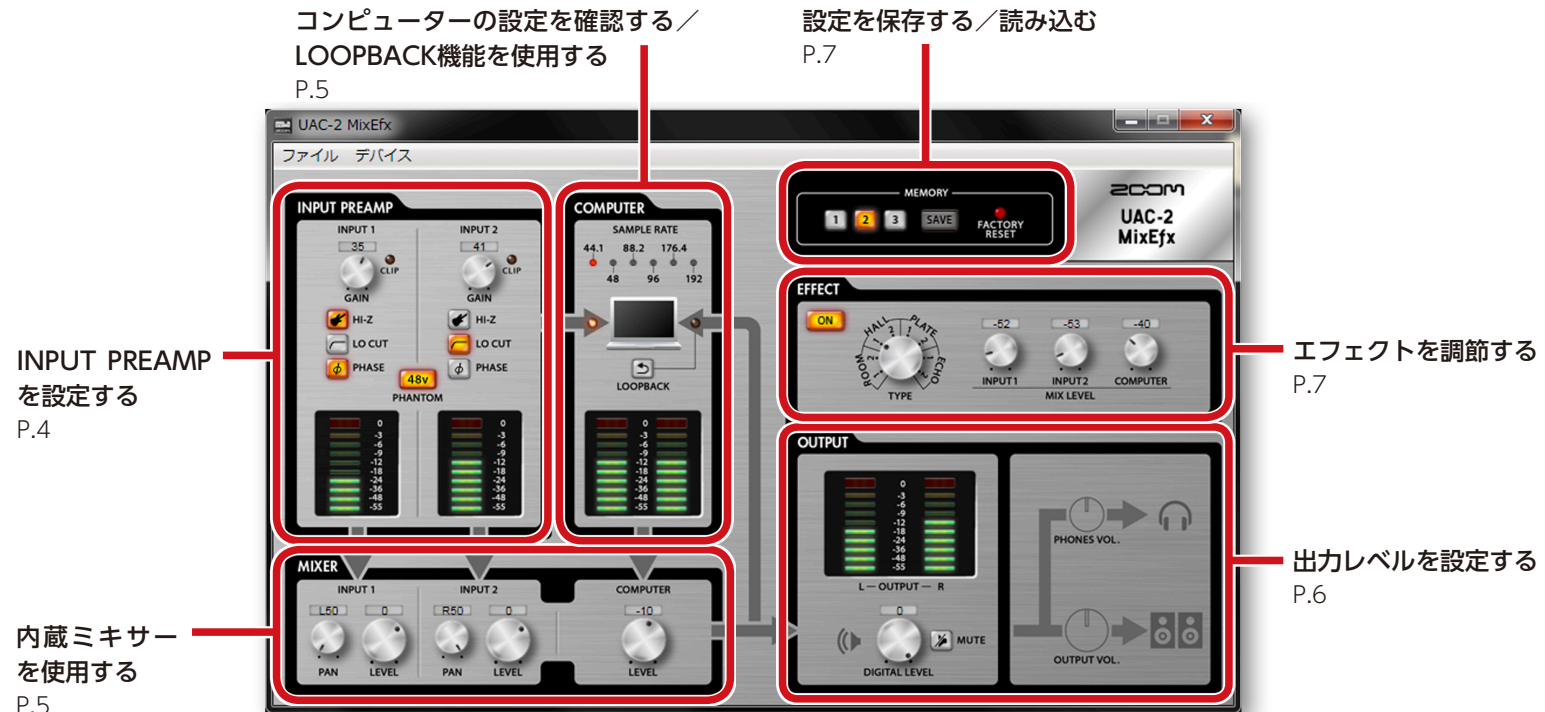 コンピューターの設定を確認する／
LOOPBACK機能を使用する
P.5
設定を保存する／読み込む
P.7
UAC-2 MixEfx
ファイル デバイス
INPUT PREAMP
INPUT 1
INPUT 2
35
41
CLIP
CLIP
GAIN
GAIN
HI-Z
HI-Z
LO CUT
LO CUT
PHASE
PHASE
48v
PHANTOM
0
-3
-6
-9
-12
-18
-24
-36
-48
-55
0
-3
-6
-9
-12
-18
-24
-36
-48
-55
COMPUTER
SAMPLE RATE
44.1 88.2 176.4
48 96 192
LOOPBACK
0
-3
-6
-9
-12
-18
-24
-36
-48
-55
MEMORY
1 2 3 SAVE
FACTORY
RESET
ZOOM
UAC-2
MixEfx
EFFECT
ON
ROOM 1 2
HALL 1 2
PLATE 1 2
ECHO 1 2
TYPE
-52
-53
-40
INPUT1
INPUT2
COMPUTER
MIX LEVEL
OUTPUT
0
-3
-6
-9
-12
-18
-24
-36
-48
-55
L — OUTPUT — R
0
MUTE
DIGITAL LEVEL
PHONES VOL.
OUTPUT VOL.
MIXER
INPUT 1
INPUT 2
COMPUTER
L50
0
R50
0
-10
PAN
LEVEL
PAN
LEVEL
LEVEL
INPUT PREAMP
を設定する
P.4
内蔵ミキサー
を使用する
P.5
エフェクトを調節する
P.7
出力レベルを設定する
P.6